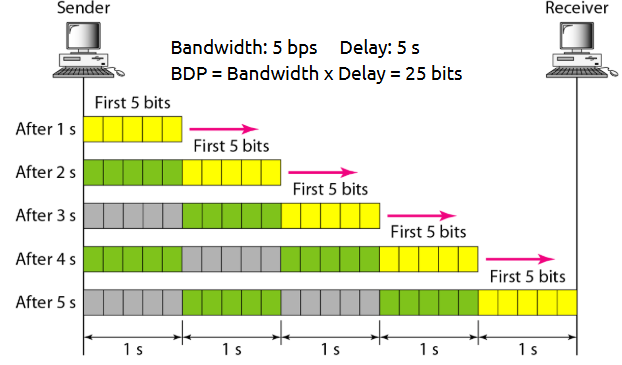 Sender
Receiver
Bandwidth: 5 bps Delay: 5 s
BDP = Bandwidth x Delay = 25 bits
First 5 bits
After 1 s
First 5 bits
After 2 s
First 5 bits
After 3 s
First 5 bits
After 4 s
First 5 bits
After 5 s
1 s
1 s
1 s
1 s
1 s